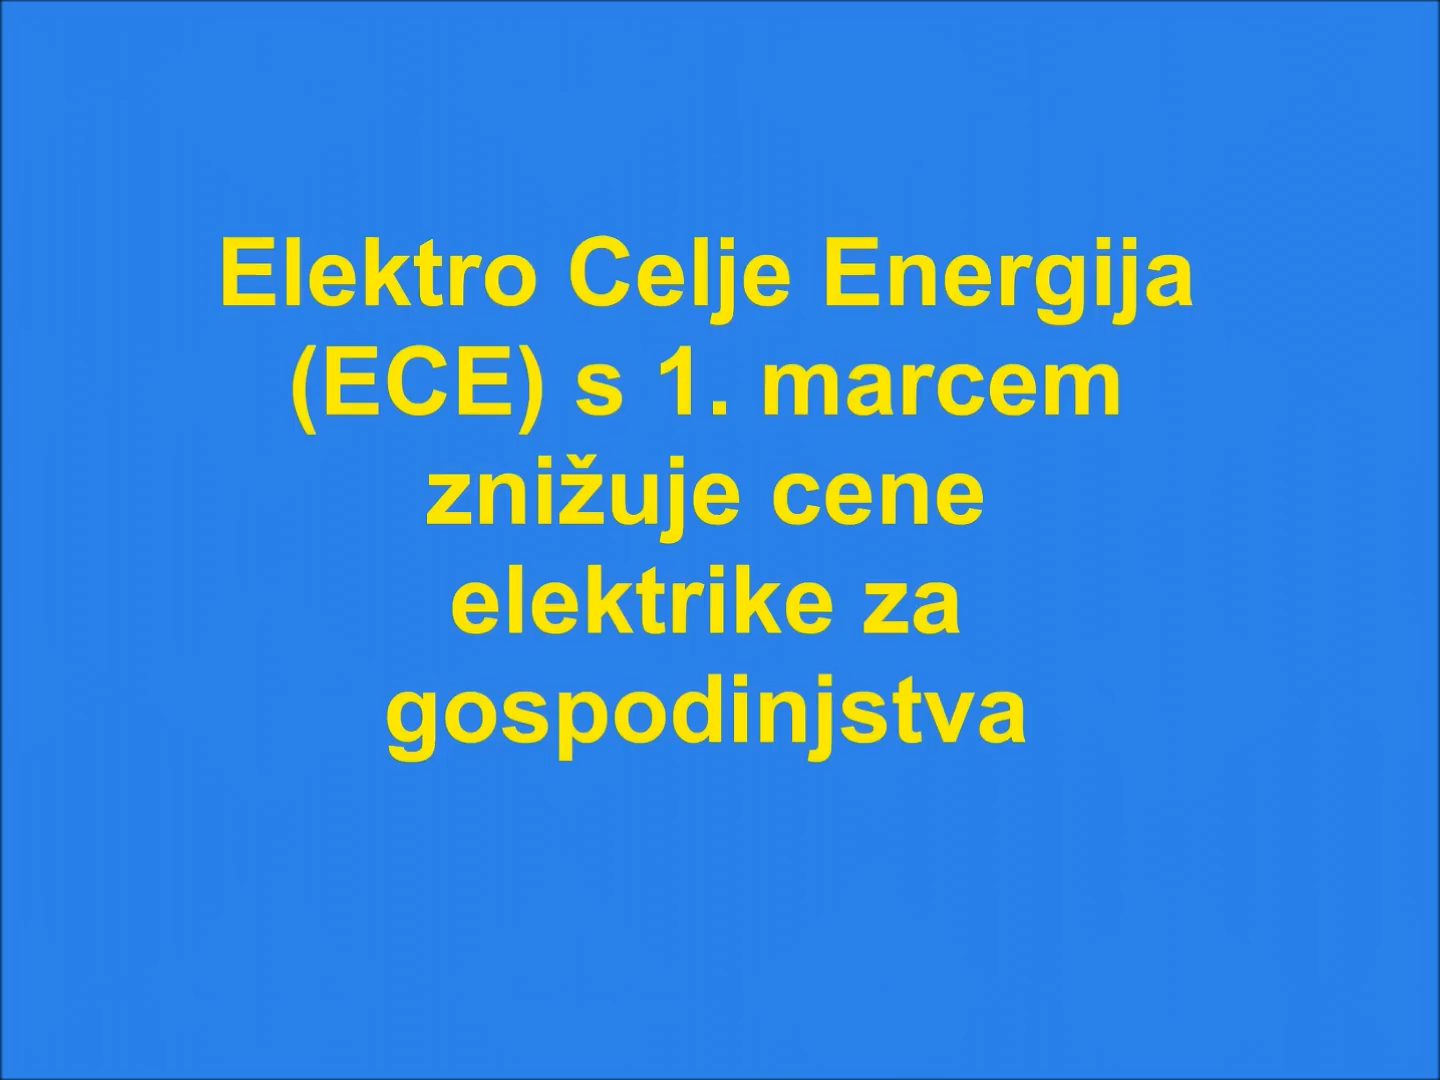 Elektro Celje Energija
(ECE) s 1. marcem
znižuje cene
elektrike za
gospodinjstva